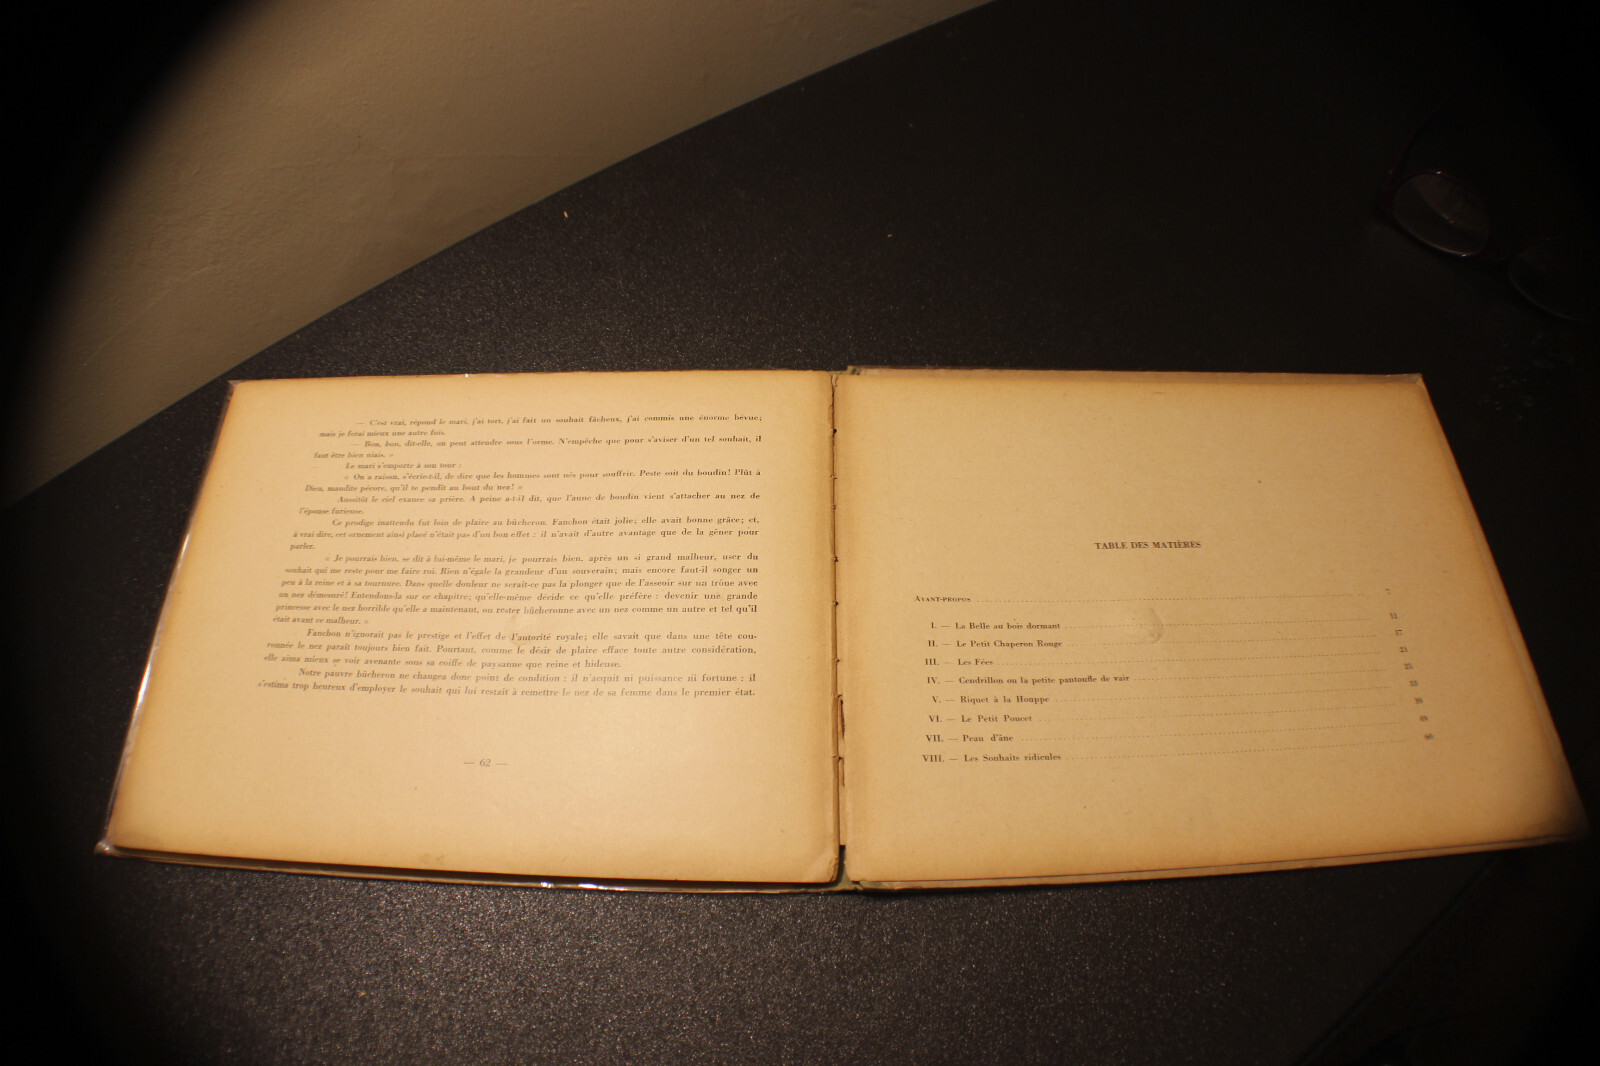 — C'est vrai, répond le mari, j'ai tort, j'ai fait un souhait fâcheux, j'ai commis une énorme bévue;
mais je ferai mieux une autre fois.
— Bon, bon, dit-elle, on peut attendre sous l'orme. N'empêche que pour s'aviser d'un tel souhait, il
faut être bien niais. »
Le mari s'emporte à son tour :
« On a raison, s'écrie-t-il, de dire que les hommes sont nés pour souffrir. Peste soit du boudin! Plût à
Dieu, maudite pécore, qu'il te pendît au bout du nez! »
Aussitôt le ciel exauce sa prière. A peine a-t-il dit, que l'aune de boudin vient s'attacher au nez de
l'épouse furieuse.
Ce prodige inattendu fut loin de plaire au bûcheron. Fanchon était jolie; elle avait bonne grâce; et,
à vrai dire, cet ornement ainsi placé n'était pas d'un bon effet : il n'avait d'autre avantage que de la gêner pour
parler.
« Je pourrais bien, se dit à lui-même le mari, je pourrais bien, après un si grand malheur, user du
souhait qui me reste pour me faire roi. Rien n'égale la grandeur d'un souverain; mais encore faut-il songer un
peu à la reine et à sa tournure. Dans quelle douleur ne serait-ce pas la plonger que de l'asseoir sur un trône avec
un nez démesuré! Entendons-la sur ce chapitre; qu'elle-même décide ce qu'elle préfère : devenir une grande
princesse avec le nez horrible qu'elle a maintenant, ou rester bûcheronne avec un nez comme un autre et tel qu'il
était avant ce malheur. »
Fanchon n'ignorait pas le prestige et l'effet de l'autorité royale; elle savait que dans une tête cou-
ronnée le nez paraît toujours bien fait. Pourtant, comme le désir de plaire efface toute autre considération,
elle aima mieux se voir avenante sous sa coiffe de paysanne que reine et hideuse.
Notre pauvre bûcheron ne changea donc point de condition : il n'acquit ni puissance ni fortune : il
s'estima trop heureux d'employer le souhait qui lui restait à remettre le nez de sa femme dans le premier état.
— 62 —
TABLE DES MATIÈRES
AVANT-PROPOS 7
I. — La Belle au bois dormant 11
II. — Le Petit Chaperon Rouge 17
III. — Les Fées 21
IV. — Cendrillon ou la petite pantoufle de vair 25
V. — Riquet à la Houppe
VI. — Le Petit Poucet
VII. — Peau d'âne
VIII. — Les Souhaits ridicules